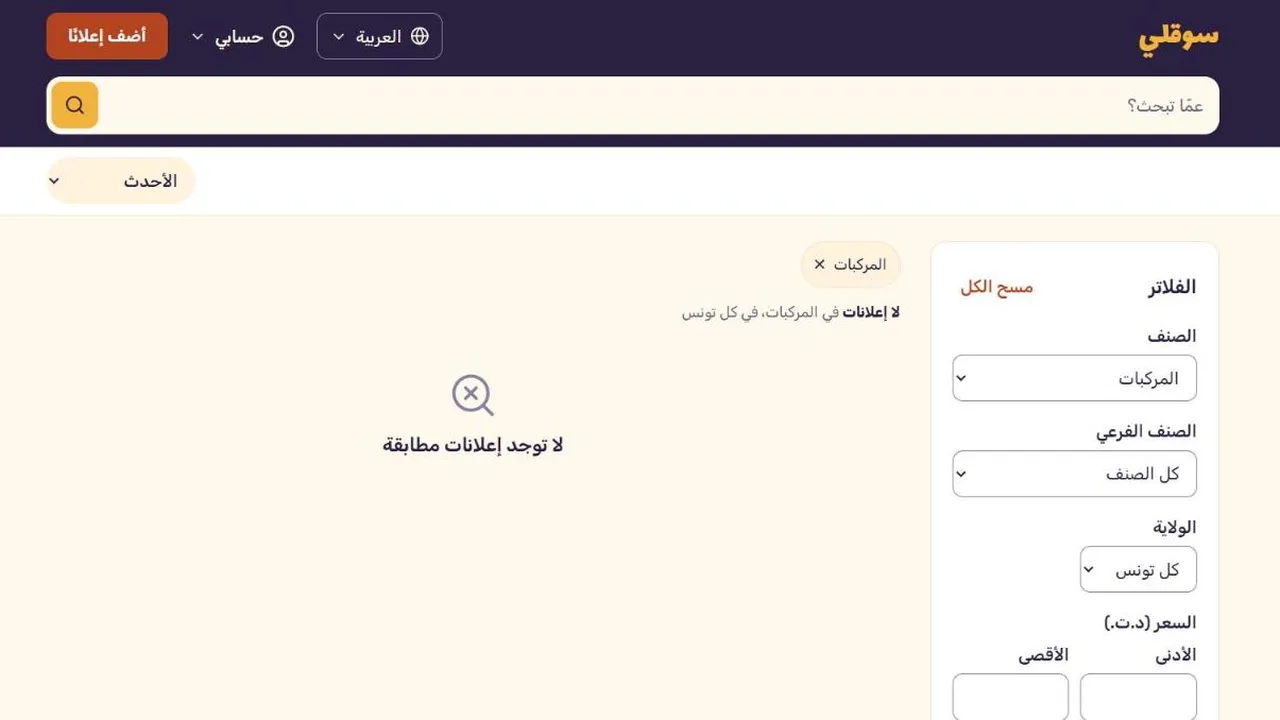 سوقلي
العربية
حسابي
أضف إعلانًا
عمّا تبحث؟
الأحدث
الفلاتر
مسح الكل
الصنف
المركبات
الصنف الفرعي
كل الصنف
الولاية
كل تونس
السعر (د.ت.)
الأدنى
الأقصى
المركبات ✕
لا إعلانات في المركبات، في كل تونس
لا توجد إعلانات مطابقة